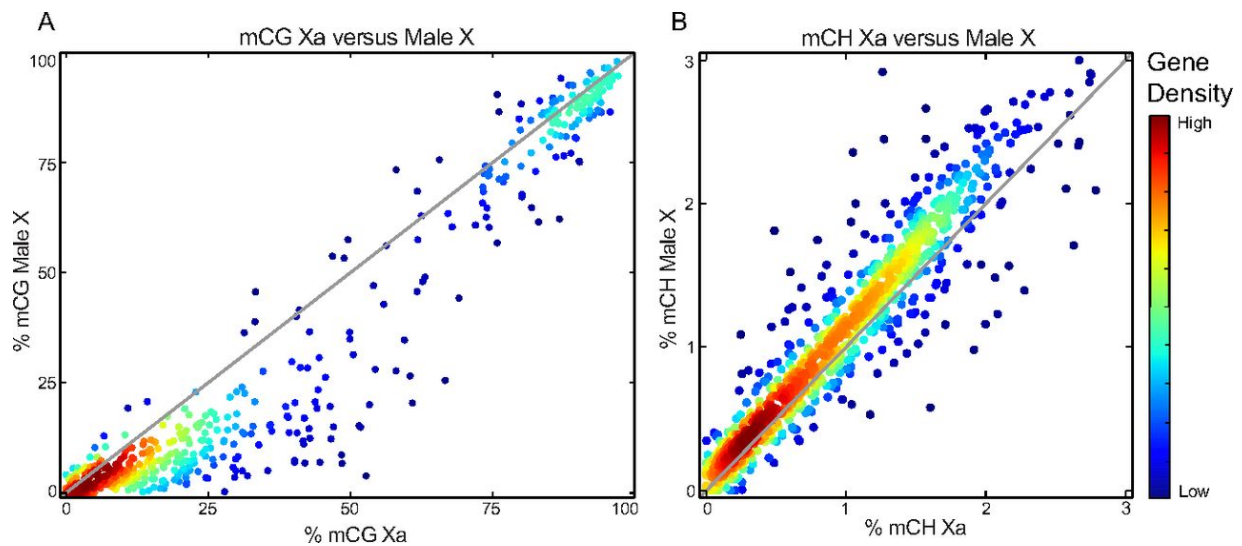 A
mCG Xa versus Male X
100
75
50
25
0
% mCG Male X
0
25
50
75
100
% mCG Xa
B
mCH Xa versus Male X
3
2
1
0
% mCH Male X
0
1
2
3
% mCH Xa
Gene
Density
High
Low